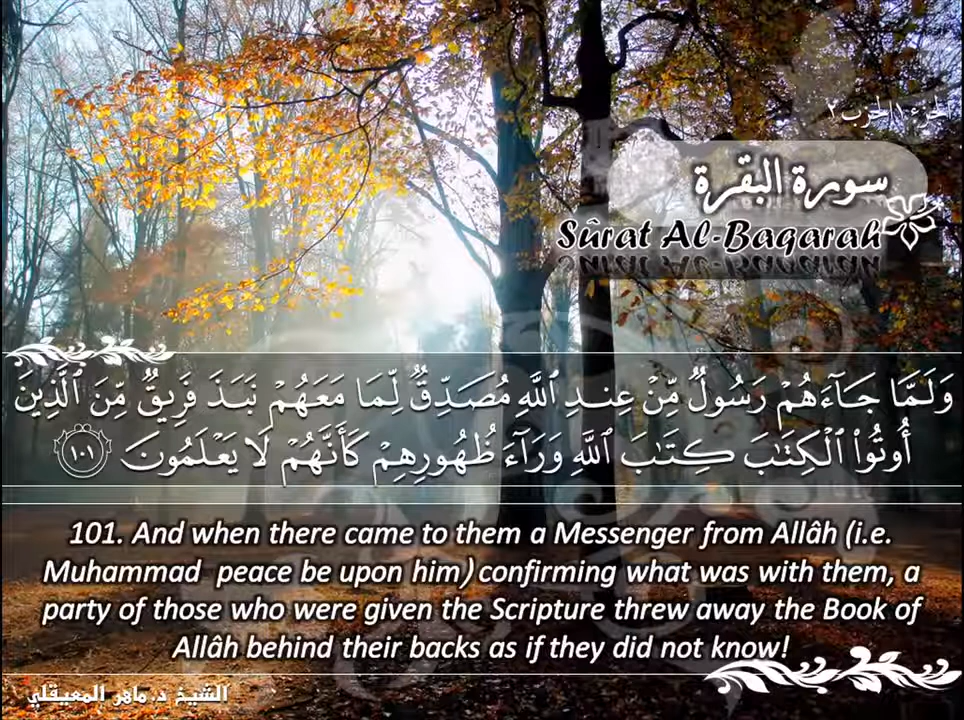 الجزء ١ الحزب ٢
سورة البقرة
Sûrat Al-Baqarah
وَلَمَّا جَآءَهُمْ رَسُولٌ مِّنْ عِندِ ٱللَّهِ مُصَدِّقٌ لِّمَا مَعَهُمْ نَبَذَ فَرِيقٌ مِّنَ ٱلَّذِينَ
أُوتُوا۟ ٱلْكِتَٰبَ كِتَٰبَ ٱللَّهِ وَرَآءَ ظُهُورِهِمْ كَأَنَّهُمْ لَا يَعْلَمُونَ ١٠١
101. And when there came to them a Messenger from Allâh (i.e.
Muhammad peace be upon him) confirming what was with them, a
party of those who were given the Scripture threw away the Book of
Allâh behind their backs as if they did not know!
الشيخ د. ماهر المعيقلي